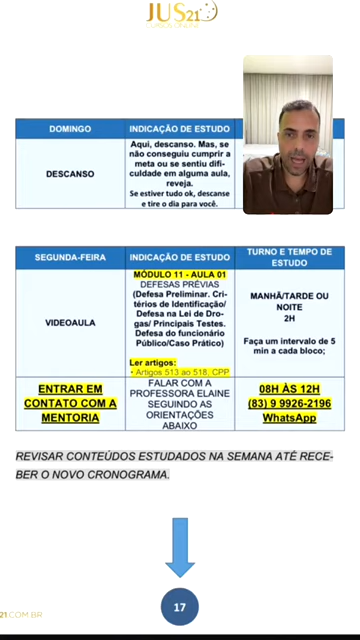 JUS21
DOMINGO
INDICAÇÃO DE ESTUDO
DESCANSO
Aqui, descanso. Mas, se
não conseguiu cumprir a
meta ou se sentiu difi-
culdade em alguma aula,
reveja.
Se estiver tudo ok, descanse
e tire o dia para você.
SEGUNDA-FEIRA
INDICAÇÃO DE ESTUDO
TURNO E TEMPO DE
ESTUDO
VIDEOAULA
MÓDULO 11 - AULA 01
DEFESAS PRÉVIAS
(Defesa Preliminar. Cri-
térios de Identificação/
Defesa na Lei de Dro-
gas/ Principais Testes.
Defesa do funcionário
Público/Caso Prático)
Ler artigos:
• Artigos 513 ao 518, CPP
MANHÃ/TARDE OU
NOITE
2H
Faça um intervalo de 5
min a cada bloco;
ENTRAR EM
CONTATO COM A
MENTORIA
FALAR COM A
PROFESSORA ELAINE
SEGUINDO AS
ORIENTAÇÕES
ABAIXO
08H ÀS 12H
(83) 9 9926-2196
WhatsApp
REVISAR CONTEÚDOS ESTUDADOS NA SEMANA ATÉ RECE-
BER O NOVO CRONOGRAMA.
17
21.COM.BR